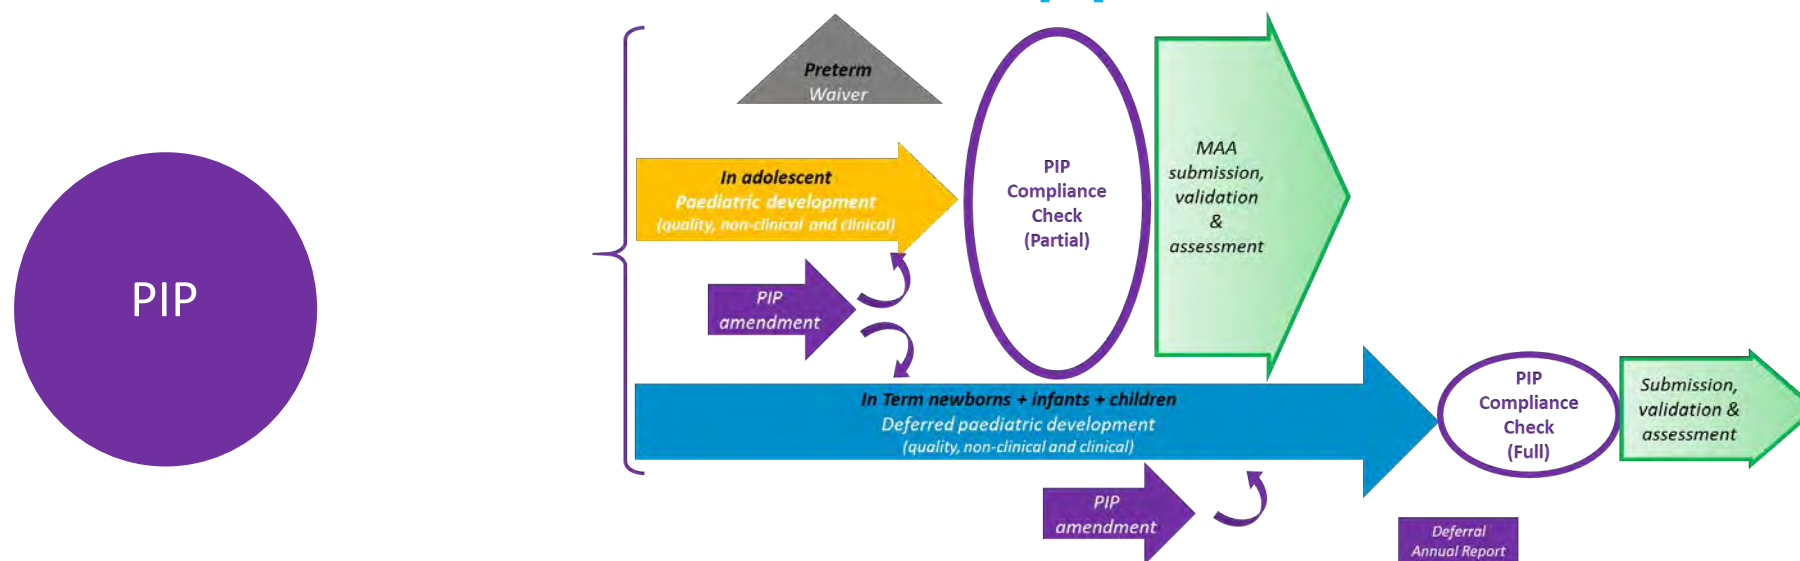 PIP
Preterm
Waiver
In adolescent
Paediatric development
(quality, non-clinical and clinical)
PIP
amendment
PIP
Compliance
Check
(Partial)
MAA
submission,
validation
&
assessment
In Term newborns + infants + children
Deferred paediatric development
(quality, non-clinical and clinical)
PIP
amendment
PIP
Compliance
Check
(Full)
Submission,
validation &
assessment
Deferral
Annual Report